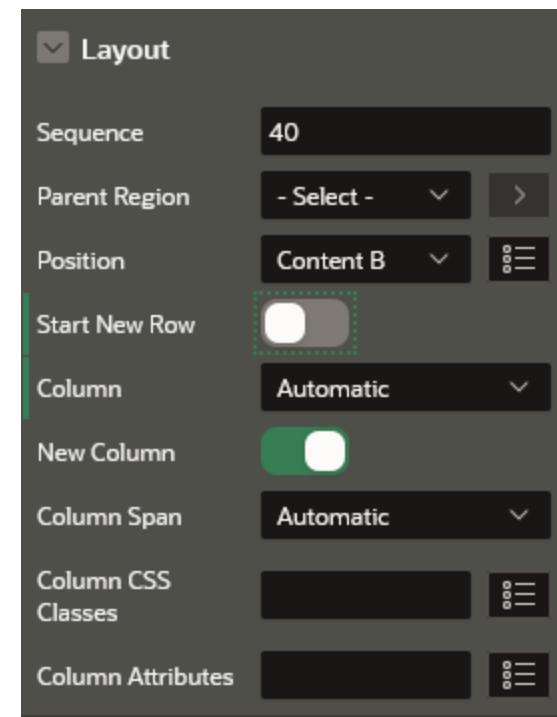 Layout
Sequence 40
Parent Region - Select -
Position Content B
Start New Row
Column Automatic
New Column
Column Span Automatic
Column CSS
Classes
Column Attributes